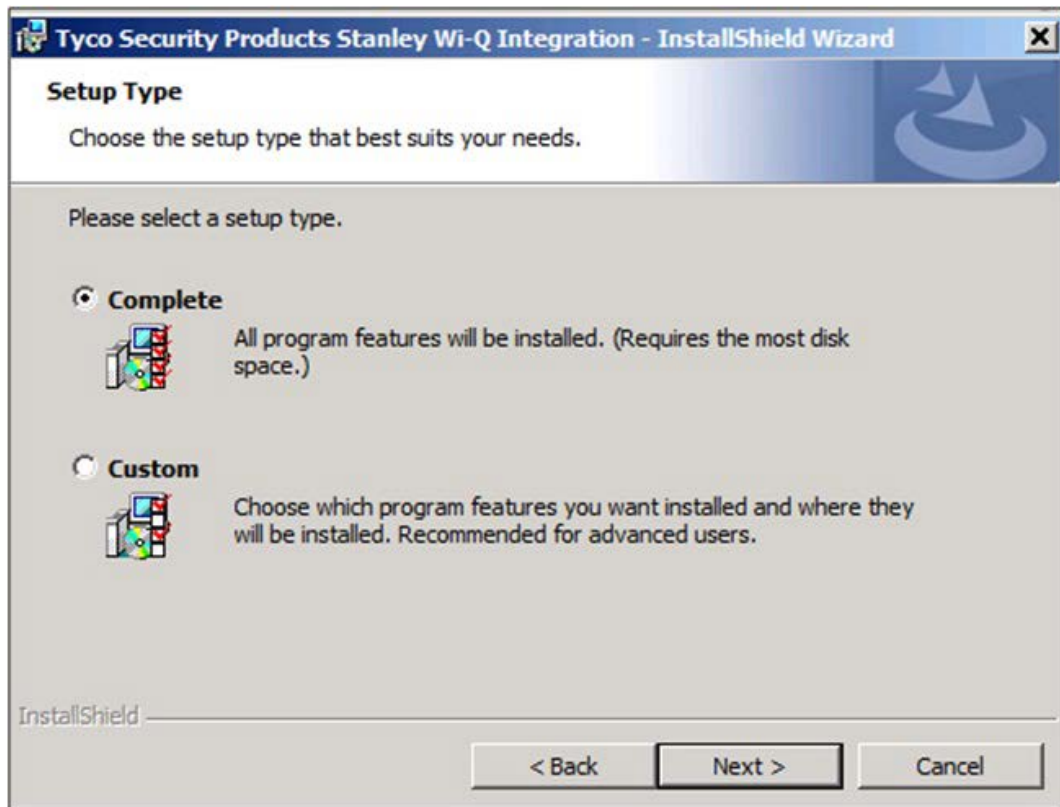 Tyco Security Products Stanley Wi-Q Integration - InstallShield Wizard
Setup Type
Choose the setup type that best suits your needs.
Please select a setup type.
Complete
All program features will be installed. (Requires the most disk
space.)
Custom
Choose which program features you want installed and where they
will be installed. Recommended for advanced users.
InstallShield
< Back
Next >
Cancel